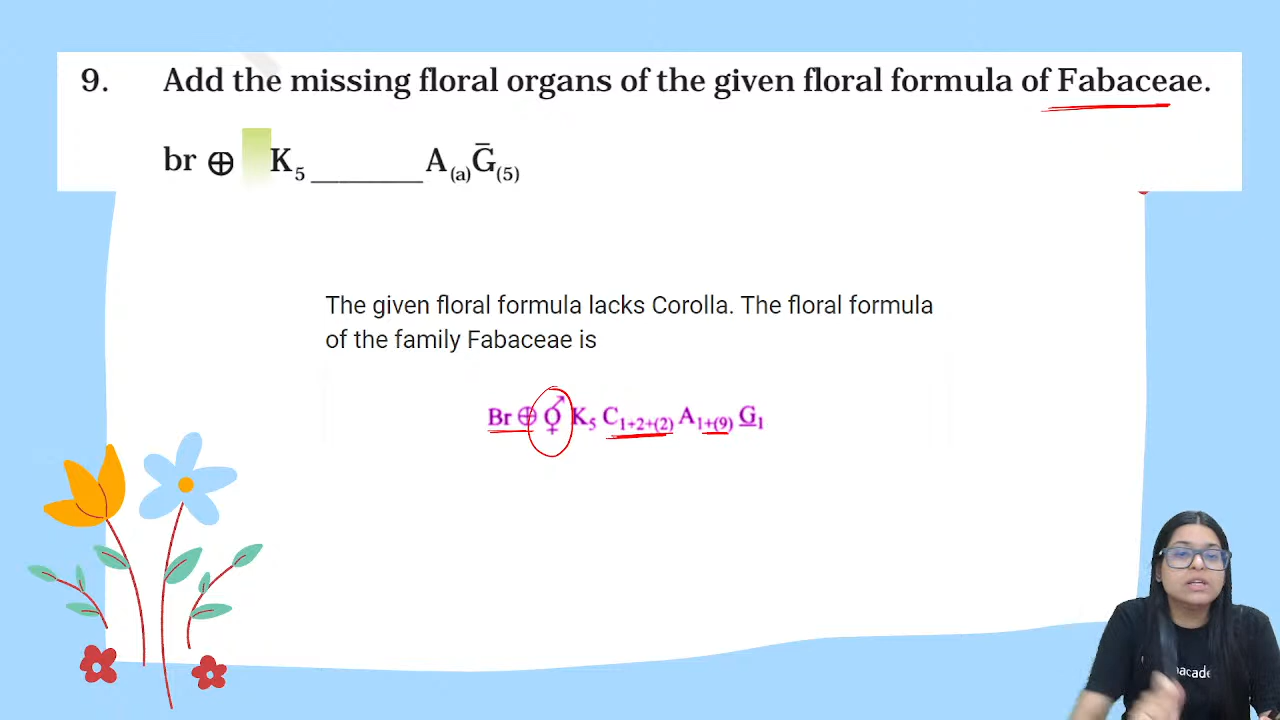 9. Add the missing floral organs of the given floral formula of Fabaceae.
br ⊕ K₅ ________ A₍ₐ₎ G̅₍₅₎
The given floral formula lacks Corolla. The floral formula
of the family Fabaceae is
Br ⊕ ⚥ K₅ C₁₊₂₊₍₂₎ A₁₊₍₉₎ G̲₁